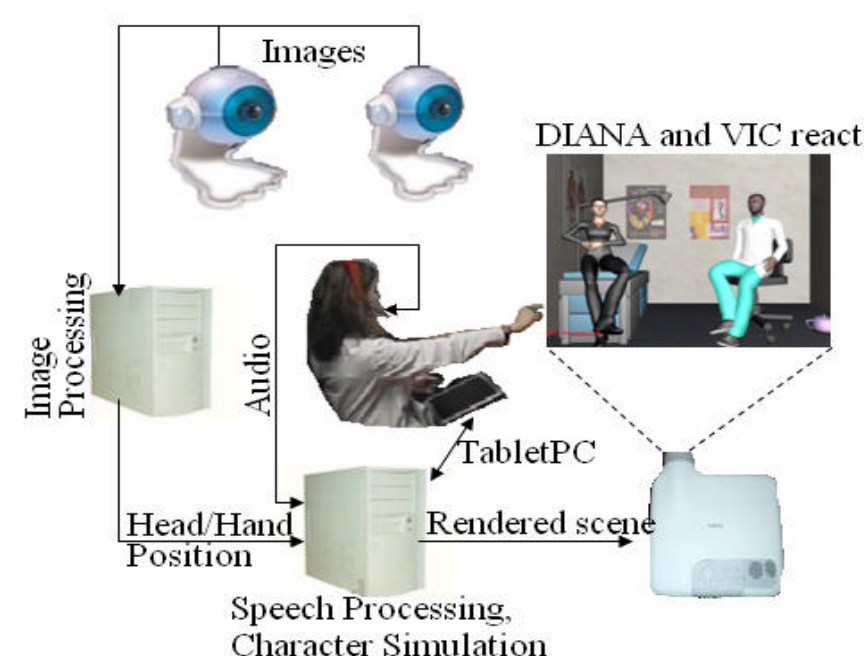 Images
DIANA and VIC react
Image
Processing
Audio
TabletPC
Head/Hand
Position
Rendered scene
Speech Processing,
Character Simulation